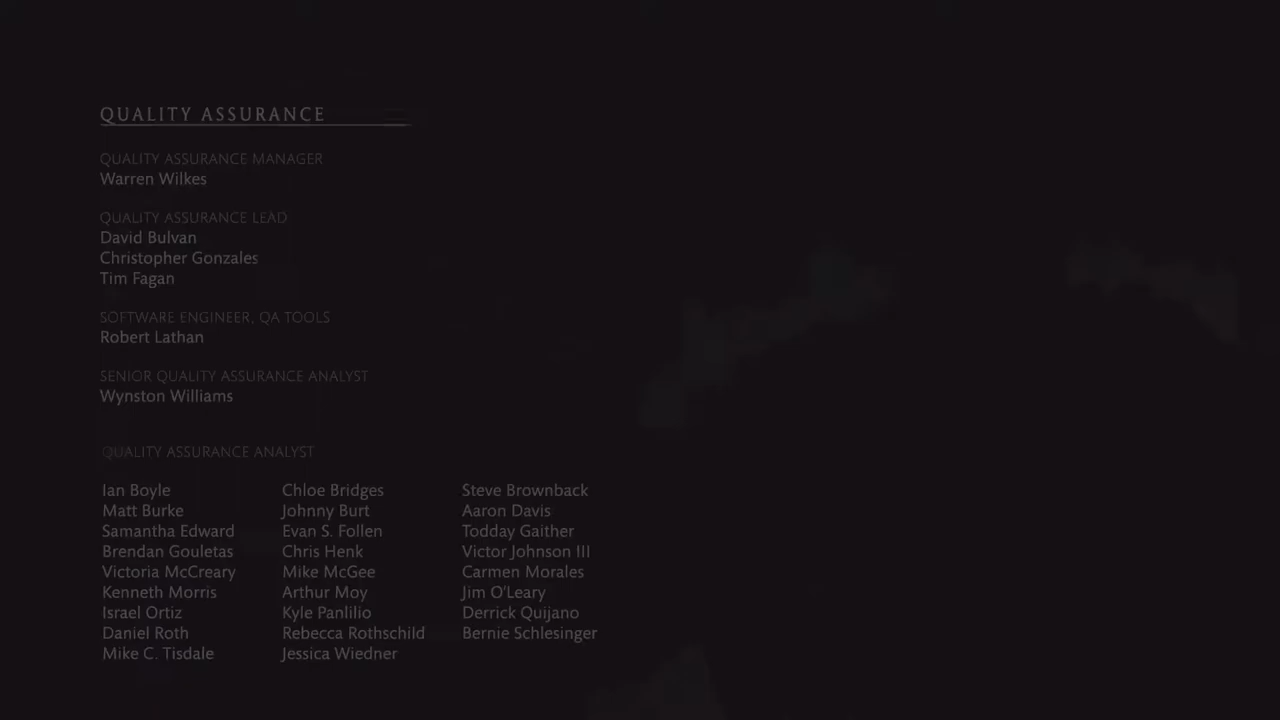 QUALITY ASSURANCE
QUALITY ASSURANCE MANAGER
Warren Wilkes
QUALITY ASSURANCE LEAD
David Bulvan
Christopher Gonzales
Tim Fagan
SOFTWARE ENGINEER, QA TOOLS
Robert Lathan
SENIOR QUALITY ASSURANCE ANALYST
Wynston Williams
QUALITY ASSURANCE ANALYST
Ian Boyle Chloe Bridges Steve Brownback
Matt Burke Johnny Burt Aaron Davis
Samantha Edward Evan S. Follen Todday Gaither
Brendan Gouletas Chris Henk Victor Johnson III
Victoria McCreary Mike McGee Carmen Morales
Kenneth Morris Arthur Moy Jim O'Leary
Israel Ortiz Kyle Panlilio Derrick Quijano
Daniel Roth Rebecca Rothschild Bernie Schlesinger
Mike C. Tisdale Jessica Wiedner